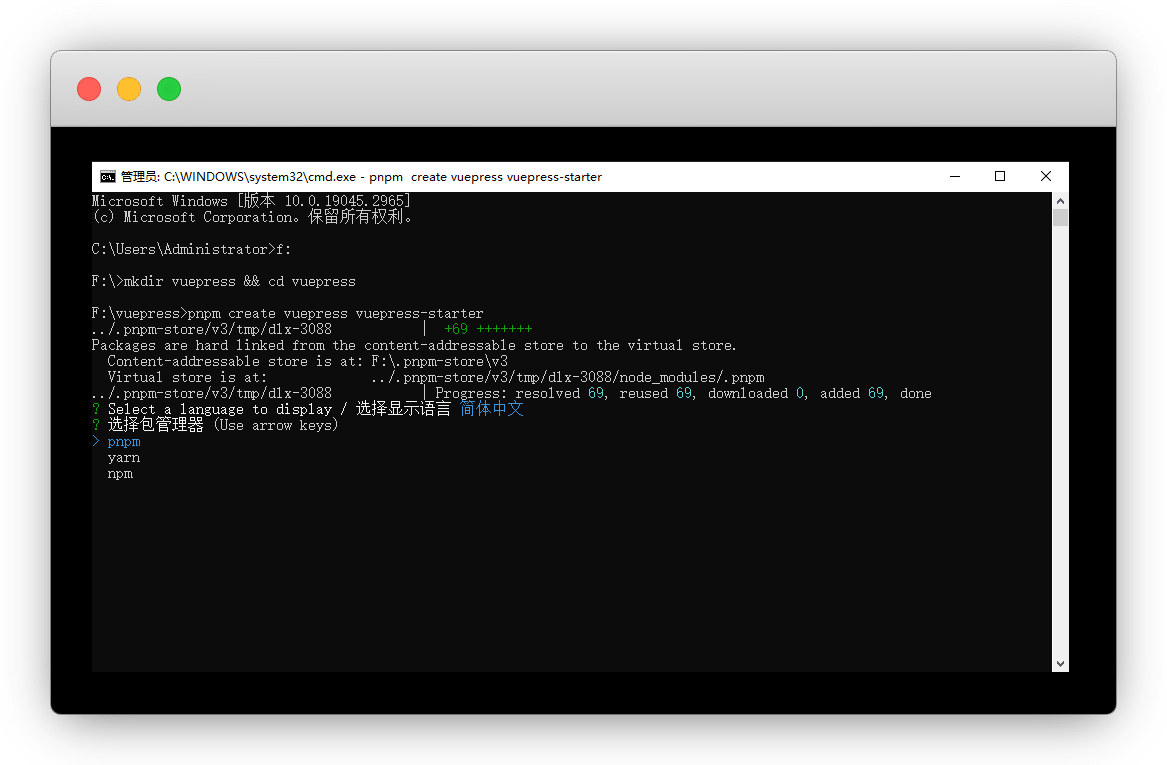 管理员: C:\WINDOWS\system32\cmd.exe - pnpm  create vuepress vuepress-starter
Microsoft Windows [版本 10.0.19045.2965]
(c) Microsoft Corporation。保留所有权利。
C:\Users\Administrator>f:
F:\>mkdir vuepress && cd vuepress
F:\vuepress>pnpm create vuepress vuepress-starter
../.pnpm-store/v3/tmp/dlx-3088           |  +69 +++++++
Packages are hard linked from the content-addressable store to the virtual store.
  Content-addressable store is at: F:\.pnpm-store\v3
  Virtual store is at:             ../.pnpm-store/v3/tmp/dlx-3088/node_modules/.pnpm
../.pnpm-store/v3/tmp/dlx-3088           | Progress: resolved 69, reused 69, downloaded 0, added 69, done
? Select a language to display / 选择显示语言 简体中文
? 选择包管理器 (Use arrow keys)
> pnpm
  yarn
  npm